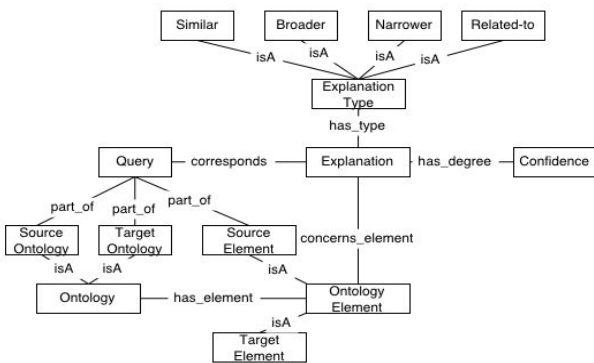 Similar
Broader
Narrower
Related-to
isA
isA
isA
isA
Explanation
Type
has_type
Query
corresponds
Explanation
has_degree
Confidence
part_of
part_of
part_of
Source
Ontology
Target
Ontology
Source
Element
concerns_element
isA
isA
isA
Ontology
has_element
Ontology
Element
isA
Target
Element